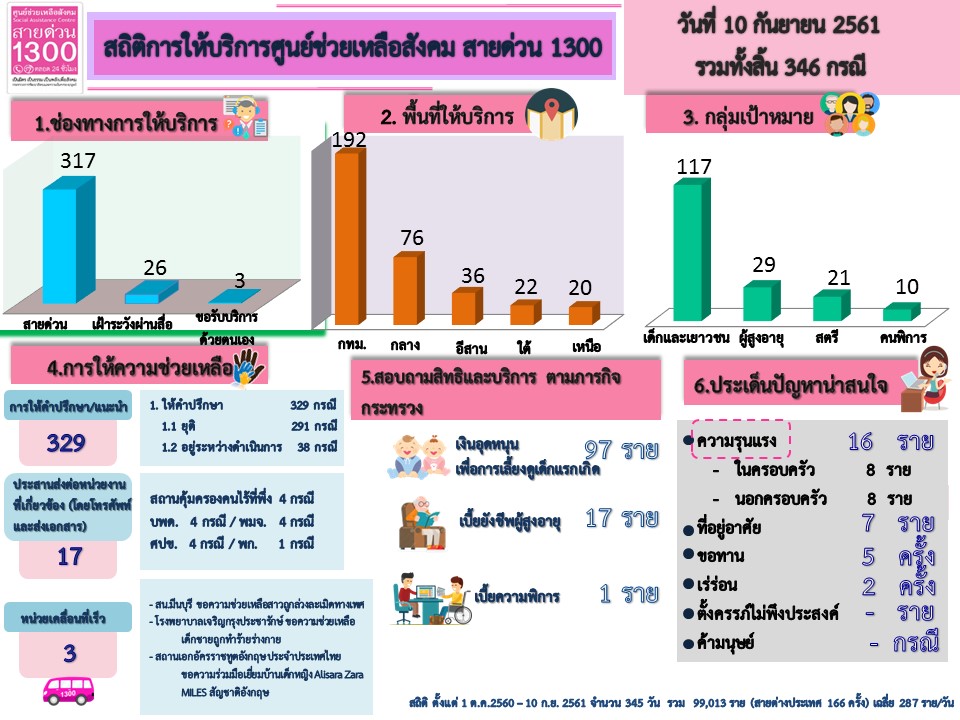 ศูนย์ช่วยเหลือสังคม
Social Assistance Centre
สายด่วน
1300
ตลอด 24 ชั่วโมง
สถิติการให้บริการศูนย์ช่วยเหลือสังคม สายด่วน 1300
วันที่ 10 กันยายน 2561
รวมทั้งสิ้น 346 กรณี
1.ช่องทางการให้บริการ
317
26
3
สายด่วน
เฝ้าระวังผ่านสื่อ
ขอรับบริการ
ด้วยตนเอง
2. พื้นที่ให้บริการ
192
76
36
22
20
กทม.
กลาง
อีสาน
ใต้
เหนือ
3. กลุ่มเป้าหมาย
117
29
21
10
เด็กและเยาวชน
ผู้สูงอายุ
สตรี
คนพิการ
4.การให้ความช่วยเหลือ
การให้คำปรึกษา/แนะนำ
329
1. ให้คำปรึกษา 329 กรณี
1.1 ยุติ 291 กรณี
1.2 อยู่ระหว่างดำเนินการ 38 กรณี
ประสานส่งต่อหน่วยงาน
ที่เกี่ยวข้อง (โดยโทรศัพท์
และส่งเอกสาร)
17
สถานคุ้มครองคนไร้ที่พึ่ง 4 กรณี
บพด. 4 กรณี / พมจ. 4 กรณี
ศปข. 4 กรณี / พก. 1 กรณี
หน่วยเคลื่อนที่เร็ว
3
1300
- สน.มีนบุรี ขอความช่วยเหลือสาวถูกล่วงละเมิดทางเพศ
- โรงพยาบาลเจริญกรุงประชารักษ์ ขอความช่วยเหลือ
เด็กชายถูกทำร้ายร่างกาย
- สถานเอกอัครราชทูตอังกฤษ ประจำประเทศไทย
ขอความร่วมมือเยี่ยมบ้านเด็กหญิง Alisara Zara
MILES สัญชาติอังกฤษ
5.สอบถามสิทธิและบริการ ตามภารกิจ
กระทรวง
เงินอุดหนุน
เพื่อการเลี้ยงดูเด็กแรกเกิด
97 ราย
เบี้ยยังชีพผู้สูงอายุ
17 ราย
เบี้ยความพิการ
1 ราย
6.ประเด็นปัญหาน่าสนใจ
ความรุนแรง 16 ราย
- ในครอบครัว 8 ราย
- นอกครอบครัว 8 ราย
ที่อยู่อาศัย 7 ราย
ขอทาน 5 ครั้ง
เร่ร่อน 2 ครั้ง
ตั้งครรภ์ไม่พึงประสงค์ - ราย
ค้ามนุษย์ - กรณี
สถิติ ตั้งแต่ 1 ต.ค.2560 – 10 ก.ย. 2561 จำนวน 345 วัน รวม 99,013 ราย (สายต่างประเทศ 166 ครั้ง) เฉลี่ย 287 ราย/วัน